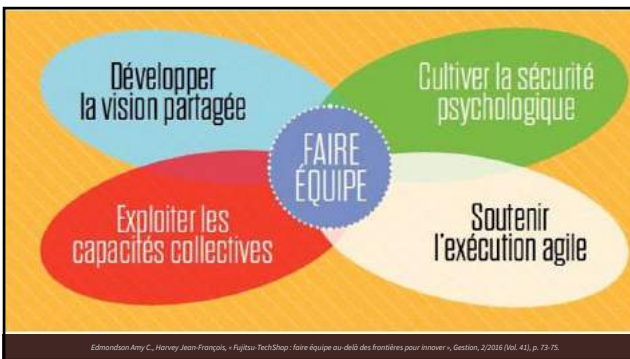 Développer
la vision partagée
Cultiver la sécurité
psychologique
FAIRE
ÉQUIPE
Exploiter les
capacités collectives
Soutenir
l'exécution agile
Edmondson Amy C., Harvey Jean-François, « Fujitsu-TechShop : faire équipe au-delà des frontières pour innover », Gestion, 2/2016 (Vol. 41), p. 73-75.